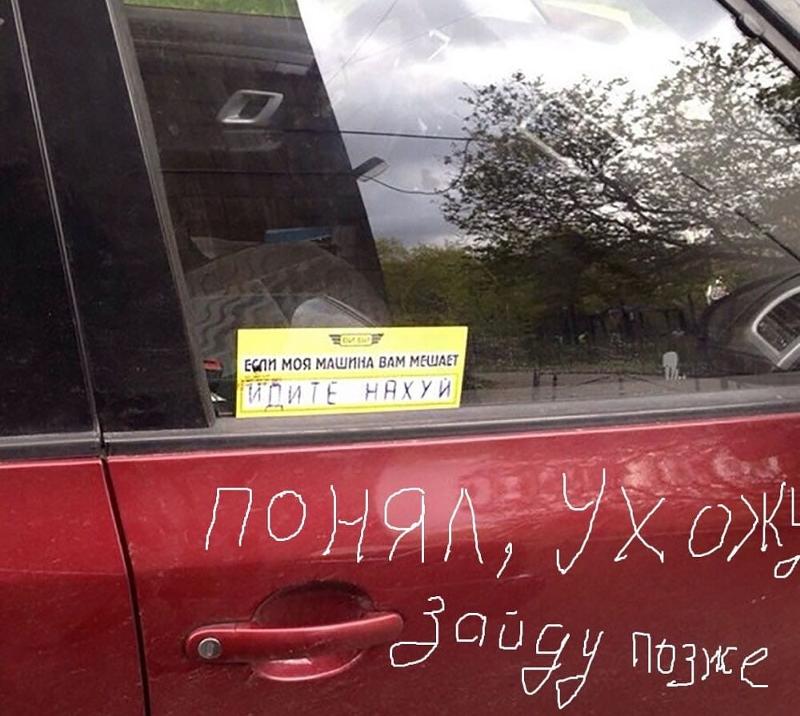 ЕСЛИ МОЯ МАШИНА ВАМ МЕШАЕТ
ИДИТЕ НАХУЙ
ПОНЯЛ, УХОЖУ
Зайду позже